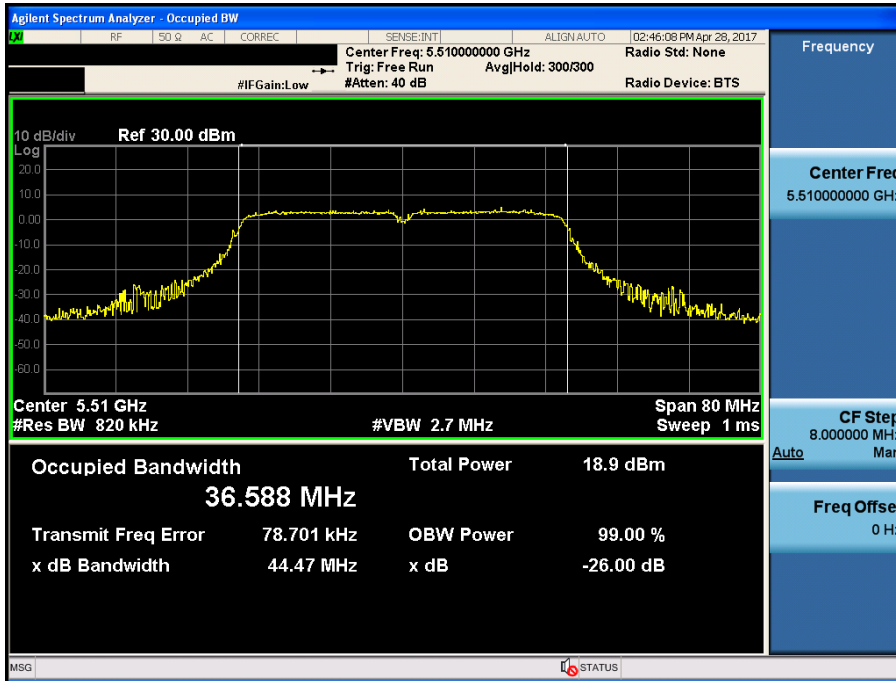 Agilent Spectrum Analyzer - Occupied BW
LXI RF 50 Ω AC CORREC SENSE:INT ALIGN AUTO 02:46:08 PM Apr 28, 2017
Center Freq: 5.510000000 GHz Radio Std: None
Trig: Free Run Avg|Hold: 300/300
#IFGain:Low #Atten: 40 dB Radio Device: BTS
Frequency
10 dB/div Ref 30.00 dBm
Log
20.0
10.0
0.00
-10.0
-20.0
-30.0
-40.0
-50.0
-60.0
Center 5.51 GHz Span 80 MHz
#Res BW 820 kHz #VBW 2.7 MHz Sweep 1 ms
Center Freq
5.510000000 GHz
CF Step
8.000000 MHz
Auto Man
Freq Offset
0 Hz
Occupied Bandwidth Total Power 18.9 dBm
36.588 MHz
Transmit Freq Error 78.701 kHz OBW Power 99.00 %
x dB Bandwidth 44.47 MHz x dB -26.00 dB
MSG STATUS